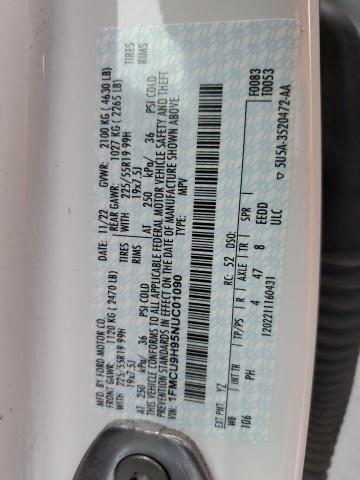 MFD. BY FORD MOTOR CO.
DATE: 11/22 GVWR: 2100 KG ( 4630 LB)
FRONT GAWR: REAR GAWR:
1120 KG ( 2470 LB) 1027 KG ( 2265 LB)
WITH WITH TIRES
225/55R19 99H 225/55R19 99H RIMS
19x7.5J 19x7.5J
AT 250 kPa/ 36 PSI COLD AT 250 kPa/ 36 PSI COLD
THIS VEHICLE CONFORMS TO ALL APPLICABLE FEDERAL MOTOR VEHICLE SAFETY AND THEFT
PREVENTION STANDARDS IN EFFECT ON THE DATE OF MANUFACTURE SHOWN ABOVE.
VIN: 1FMCU9H95NUC01090
TYPE: MPV
F0083
T0053
EXT PNT: YZ RC: 52 DSO:
WB INT TR TP/PS R AXLE TR SPR
106 PH 4 47 8 EEDD
ULC
1202211160431
▽ 5U5A-3520472-AA